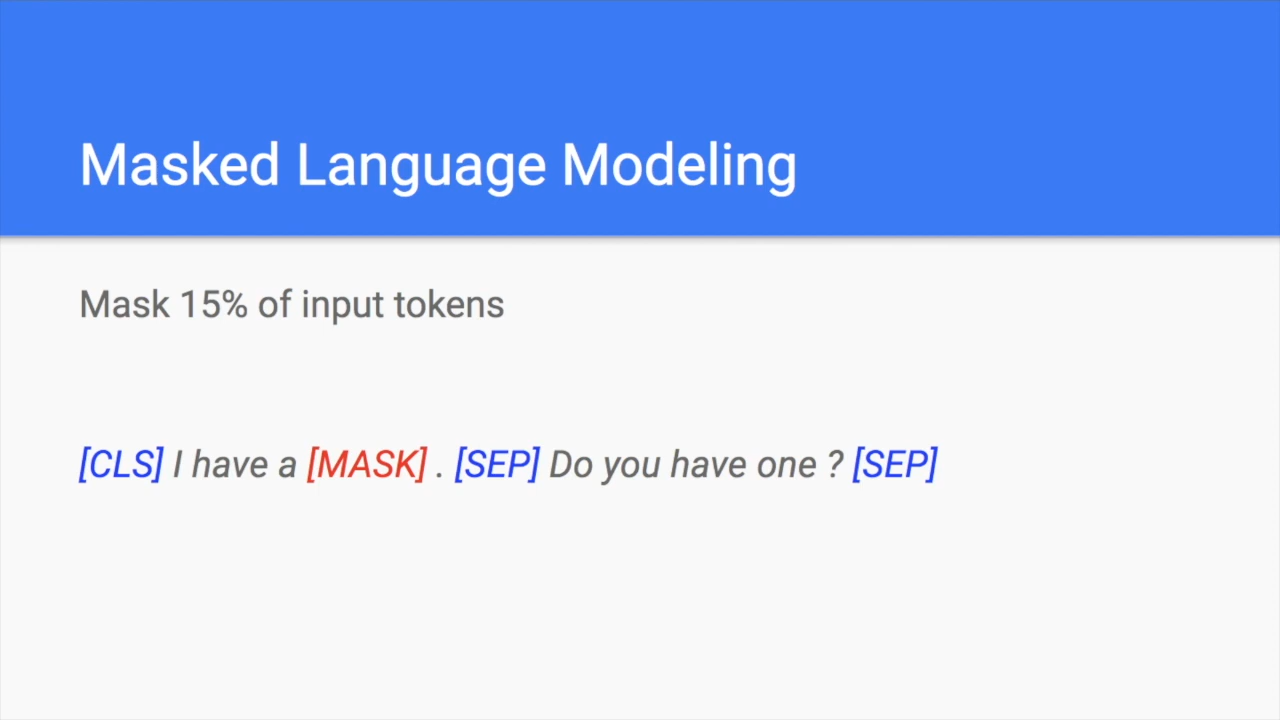 Masked Language Modeling
Mask 15% of input tokens
[CLS] I have a [MASK] . [SEP] Do you have one ? [SEP]